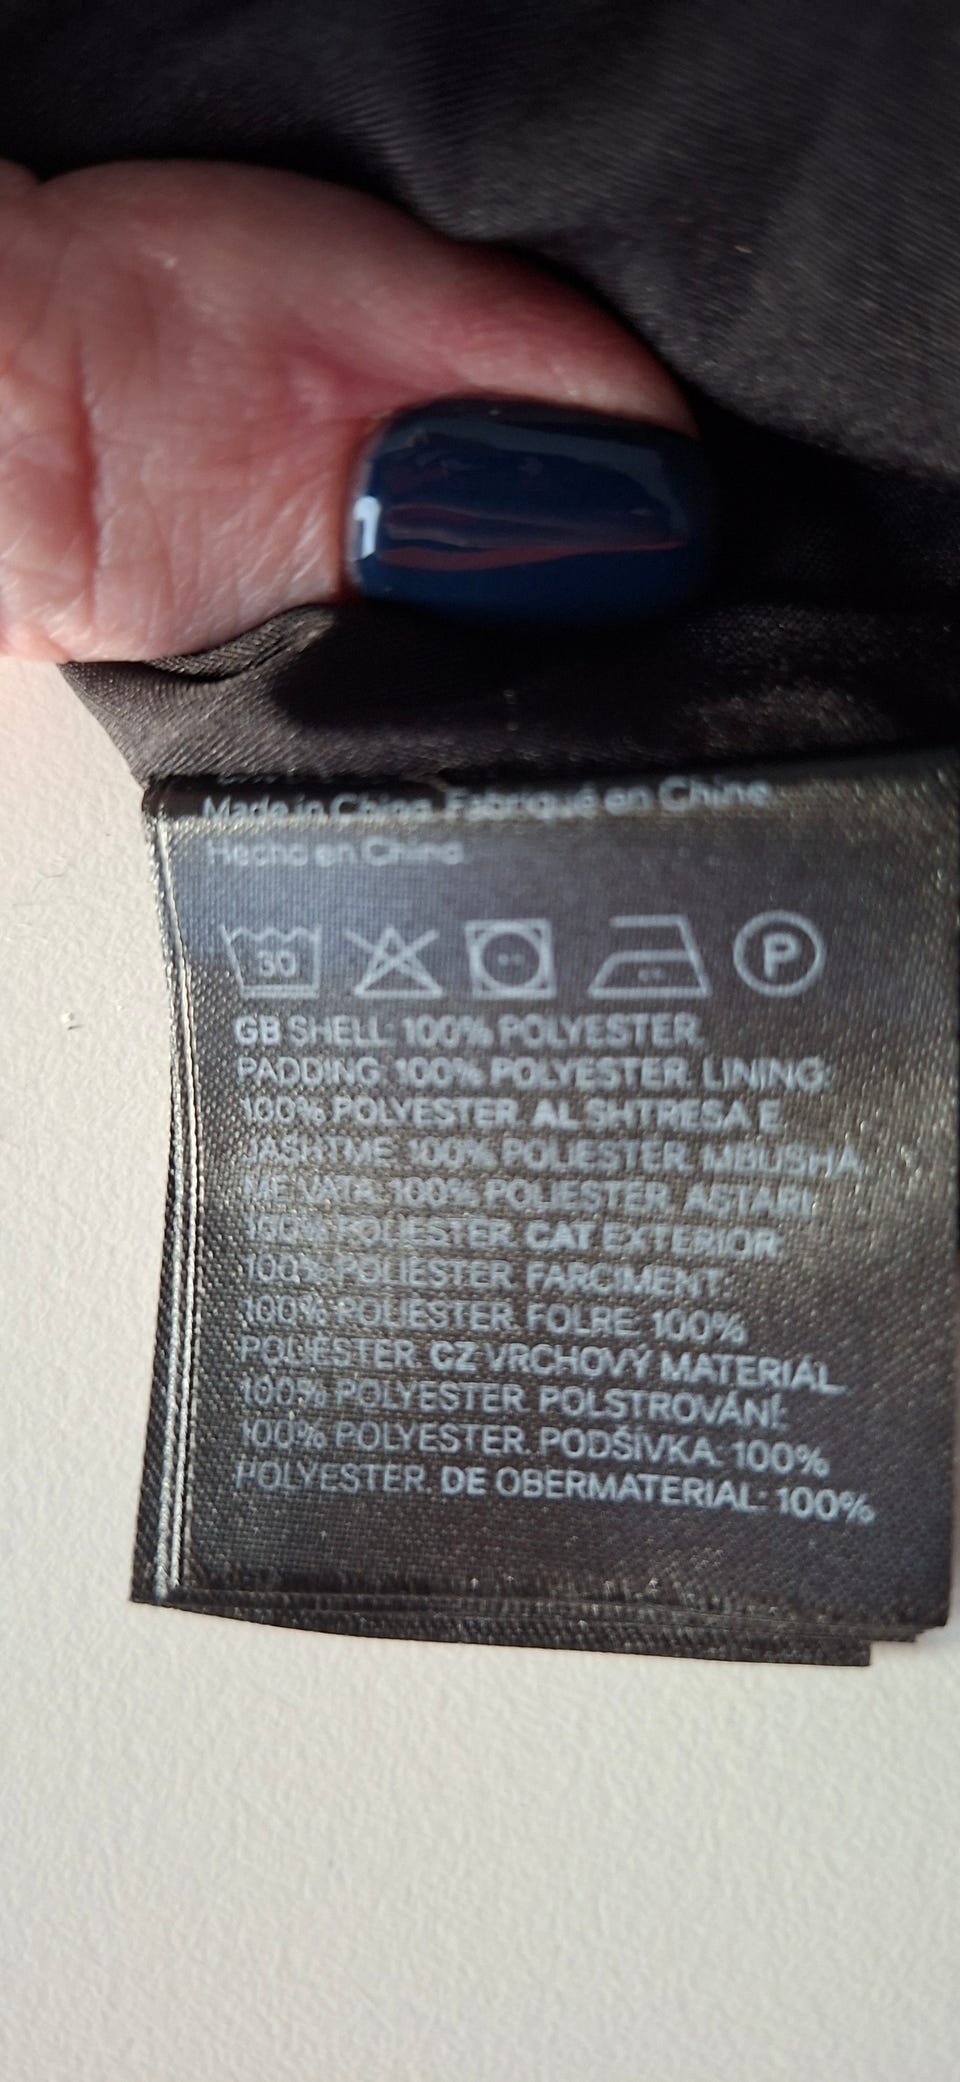 Made in China. Fabriqué en Chine
Hecho en China
30
P
GB SHELL: 100% POLYESTER.
PADDING: 100% POLYESTER. LINING:
100% POLYESTER. AL SHTRESA E
JASHTME: 100% POLIESTER. MBUSHA
ME VATA: 100% POLIESTER. ASTARI
100% POLIESTER. CAT EXTERIOR:
100% POLIESTER. FARCIMENT:
100% POLIESTER. FOLRE: 100%
POLIESTER. CZ VRCHOVÝ MATERIÁL
100% POLYESTER. POLSTROVÁNÍ:
100% POLYESTER. PODŠÍVKA: 100%
POLYESTER. DE OBERMATERIAL: 100%